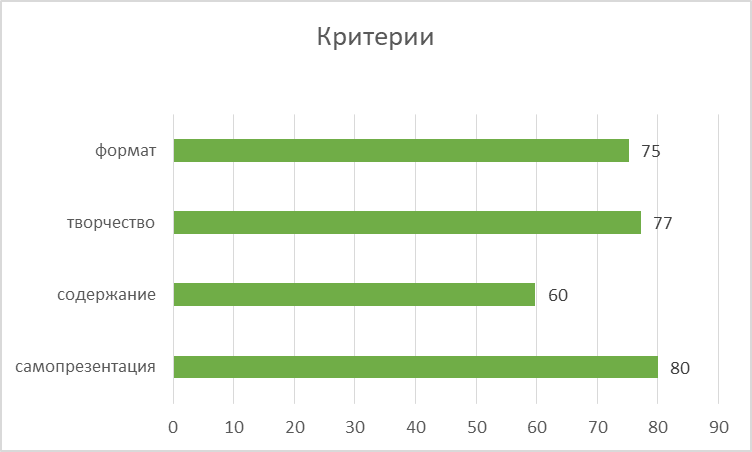 Критерии
формат 75
творчество 77
содержание 60
самопрезентация 80
0 10 20 30 40 50 60 70 80 90